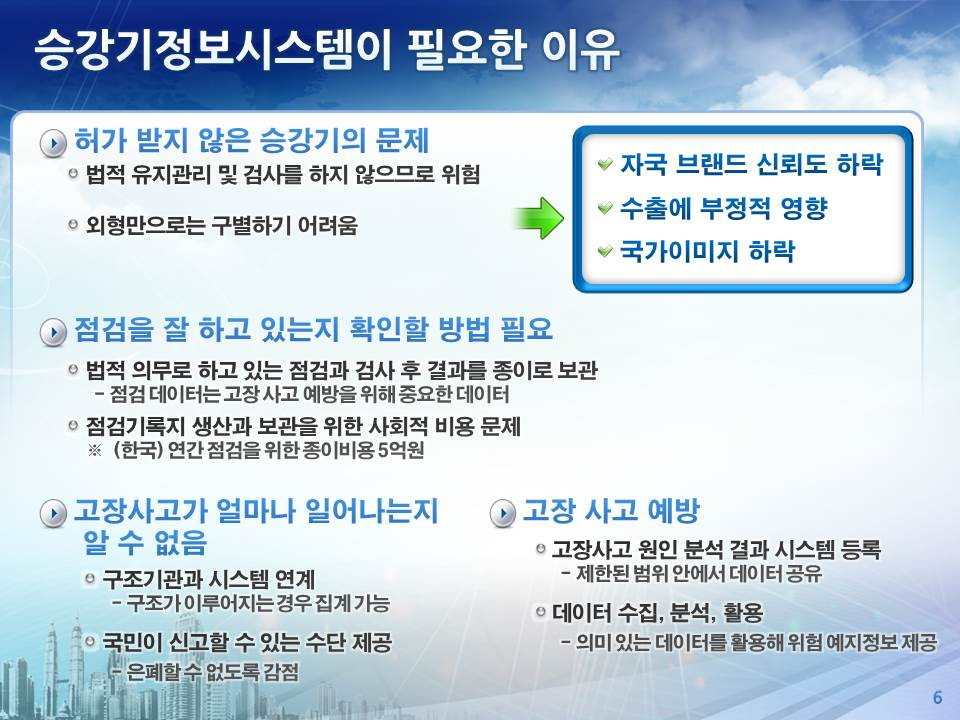 승강기정보시스템이 필요한 이유
허가 받지 않은 승강기의 문제
법적 유지관리 및 검사를 하지 않으므로 위험
외형만으로는 구별하기 어려움
자국 브랜드 신뢰도 하락
수출에 부정적 영향
국가이미지 하락
점검을 잘 하고 있는지 확인할 방법 필요
법적 의무로 하고 있는 점검과 검사 후 결과를 종이로 보관
- 점검 데이터는 고장 사고 예방을 위해 중요한 데이터
점검기록지 생산과 보관을 위한 사회적 비용 문제
※ (한국) 연간 점검을 위한 종이비용 5억원
고장사고가 얼마나 일어나는지
알 수 없음
구조기관과 시스템 연계
- 구조가 이루어지는 경우 집계 가능
국민이 신고할 수 있는 수단 제공
- 은폐할 수 없도록 감점
고장 사고 예방
고장사고 원인 분석 결과 시스템 등록
- 제한된 범위 안에서 데이터 공유
데이터 수집, 분석, 활용
- 의미 있는 데이터를 활용해 위험 예지정보 제공
6